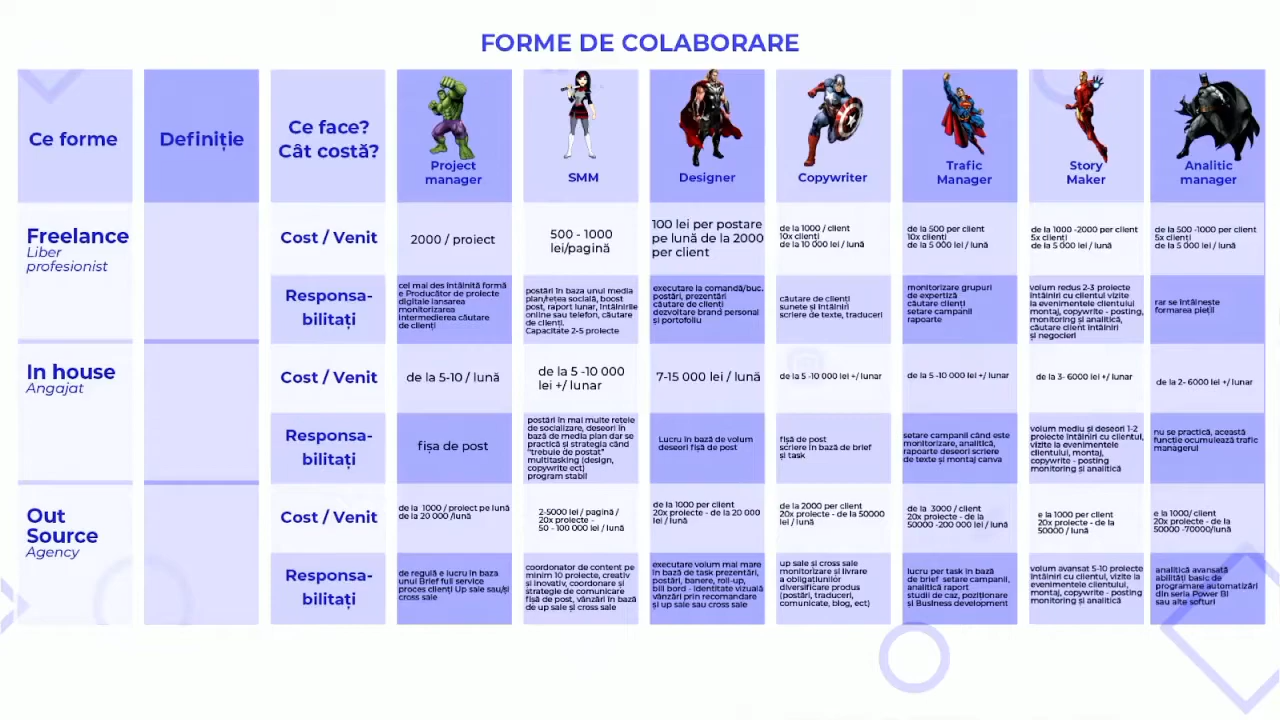 FORME DE COLABORARE
Ce forme
Definiție
Ce face?
Cât costă?
Project
manager
SMM
Designer
Copywriter
Trafic
Manager
Story
Maker
Analitic
manager
Freelance
Liber
profesionist
Cost / Venit
2000 / proiect
500 - 1000
lei/pagină
100 lei per postare
pe lună de la 2000
per client
de la 1000 / client
10x clienți
de la 10 000 lei / lună
de la 500 per client
10x clienți
de la 5 000 lei / lună
de la 1000 -2000 per client
5x clienți
de la 5 000 lei / lună
de la 500 -1000 per client
5x clienți
de la 5 000 lei / lună
Responsa-
bilitați
cel mai des întâlnită formă
e Producător de proiecte
digitale lansarea
monitorizarea
intermedierea căutare
de clienți
postări în baza unui media
plan/rețea socială, boost
post, raport lunar, întâlnirile
online sau telefon, căutare
de clienți.
Capacitate 2-5 proiecte
executare la comandă/buc.
postări, prezentări
căutare de clienți
dezvoltare brand personal
și portofoliu
căutare de clienți
sunete și întâlniri
scriere de texte, traduceri
monitorizare grupuri
de expertiză
căutare clienți
setare campanii
rapoarte
volum redus 2-3 proiecte
întâlniri cu clientul vizite
la evenimentele clientului
montaj, copywrite - posting,
monitoring și analitică,
căutare client întâlniri
și negocieri
rar se întâlnește
formarea pieții
In house
Angajat
Cost / Venit
de la 5-10 / lună
de la 5 -10 000
lei +/ lunar
7-15 000 lei / lună
de la 5 -10 000 lei +/ lunar
de la 5 -10 000 lei +/ lunar
de la 3- 6000 lei +/ lunar
de la 2- 6000 lei +/ lunar
Responsa-
bilitați
fișa de post
postări în mai multe rețele
de socializare, deseori în
bază de media plan dar se
practică și strategia când
"trebuie de postat"
multitasking (design,
copywrite ect)
program stabil
Lucru în bază de volum
deseori fișă de post
fișă de post
scriere în bază de brief
și task
setare campanii când este
monitorizare, analitică,
rapoarte deseori scriere
de texte și montaj canva
volum mediu și deseori 1-2
proiecte întâlniri cu clientul,
vizite la evenimentele
clientului, montaj,
copywrite - posting
monitoring și analitică
nu se practică, această
funcție ocumulează trafic
managerul
Out
Source
Agency
Cost / Venit
de la 1000 / proiect pe lună
de la 20 000 /lună
2-5000 lei / pagină /
20x proiecte -
50 - 100 000 lei / lună
de la 1000 per client
20x proiecte - de la 20 000
lei / lună
de la 2000 per client
20x proiecte - de la 50000
lei / lună
de la 3000 / client
20x proiecte - de la
50000 -200 000 lei / lună
e la 1000 per client
20x proiecte - de la
50000 / lună
e la 1000/ client
20x proiecte - de la
50000 -70000/lună
Responsa-
bilitați
de regulă e lucru în baza
unui Brief full service
proces clienți Up sale sau/și
cross sale
coordonator de content pe
minim 10 proiecte, creativ
și inovativ, coordonare și
strategie de comunicare
fișă de post, vânzări în bază
de up sale și cross sale
executare volum mai mare
în bază de task prezentări,
postări, banere, roll-up,
bill bord - Identitate vizuală
vânzări prin recomandare
și up sale sau cross sale
up sale și cross sale
monitorizare și livrare
a obligațiunilor
diversificare produs
(postări, traduceri,
comunicate, blog, ect)
lucru per task în bază
de brief setare campanii,
analitică raport
studii de caz, poziționare
și Business development
volum avansat 5-10 proiecte
întâlniri cu clientul, vizite la
evenimentele clientului,
montaj, copywrite - posting
monitoring și analitică
analitică avansată
abilități basic de
programare automatizări
din seria Power BI
sau alte softuri